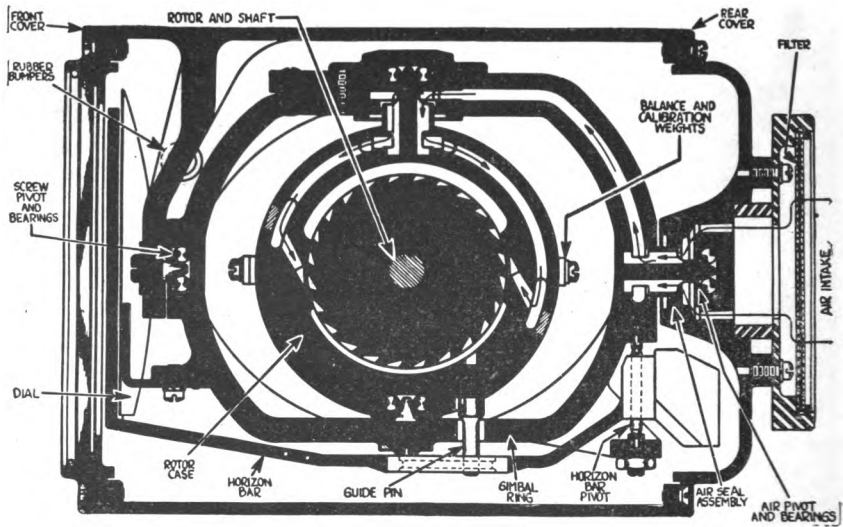 FRONT
COVER
ROTOR AND SHAFT
REAR
COVER
RUBBER
BUMPERS
FILTER
BALANCE AND
CALIBRATION
WEIGHTS
SCREW
PIVOT
AND
BEARINGS
AIR INTAKE
DIAL
ROTOR
CASE
HORIZON
BAR
GUIDE PIN
GIMBAL
RING
HORIZON
BAR
PIVOT
AIR SEAL
ASSEMBLY
AIR PIVOT
AND BEARINGS